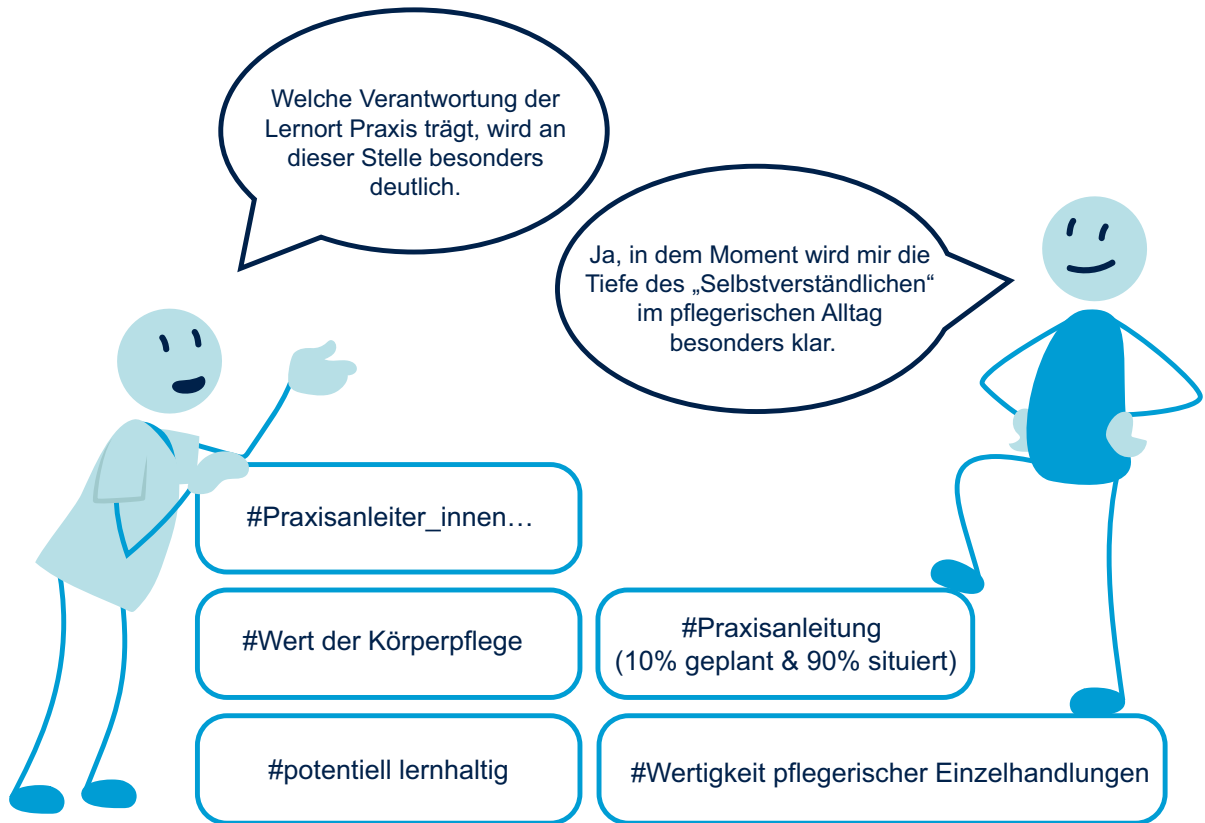 Welche Verantwortung der
Lernort Praxis trägt, wird an
dieser Stelle besonders
deutlich.
Ja, in dem Moment wird mir die
Tiefe des „Selbstverständlichen“
im pflegerischen Alltag
besonders klar.
#Praxisanleiter_innen…
#Wert der Körperpflege
#Praxisanleitung
(10% geplant & 90% situiert)
#potentiell lernhaltig
#Wertigkeit pflegerischer Einzelhandlungen